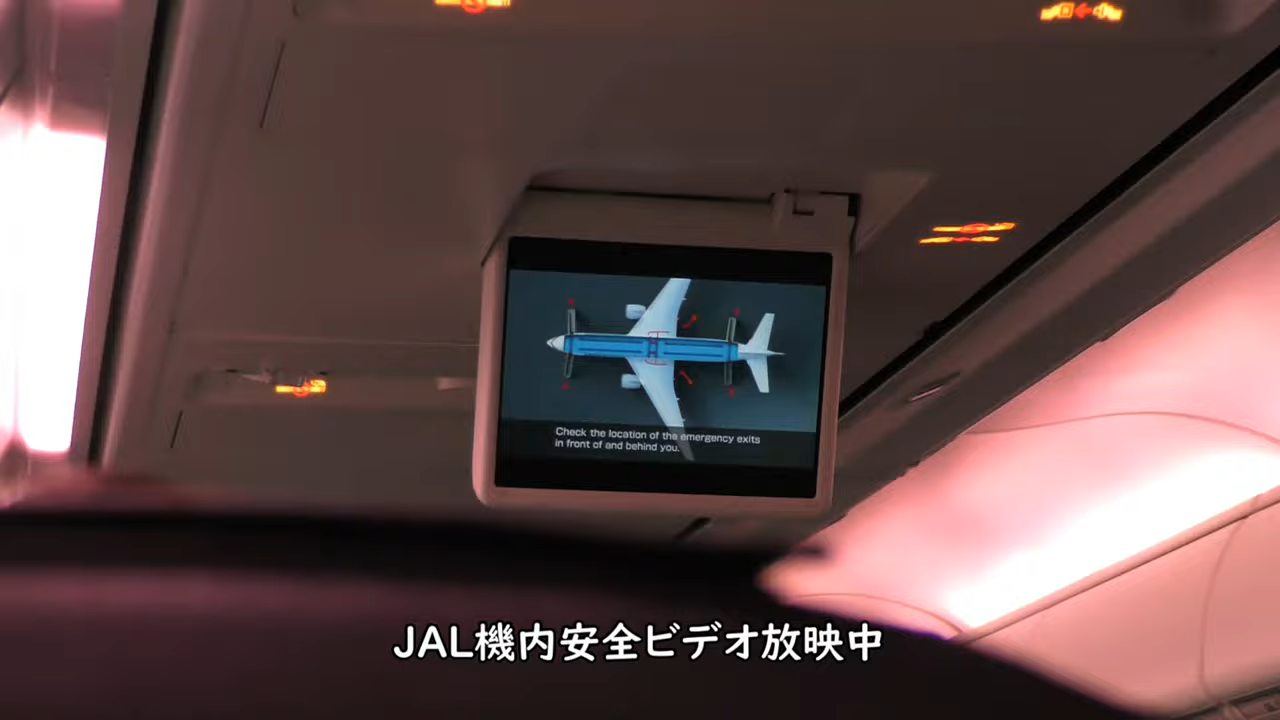 Check the location of the emergency exits
in front of and behind you.
JAL機内安全ビデオ放映中